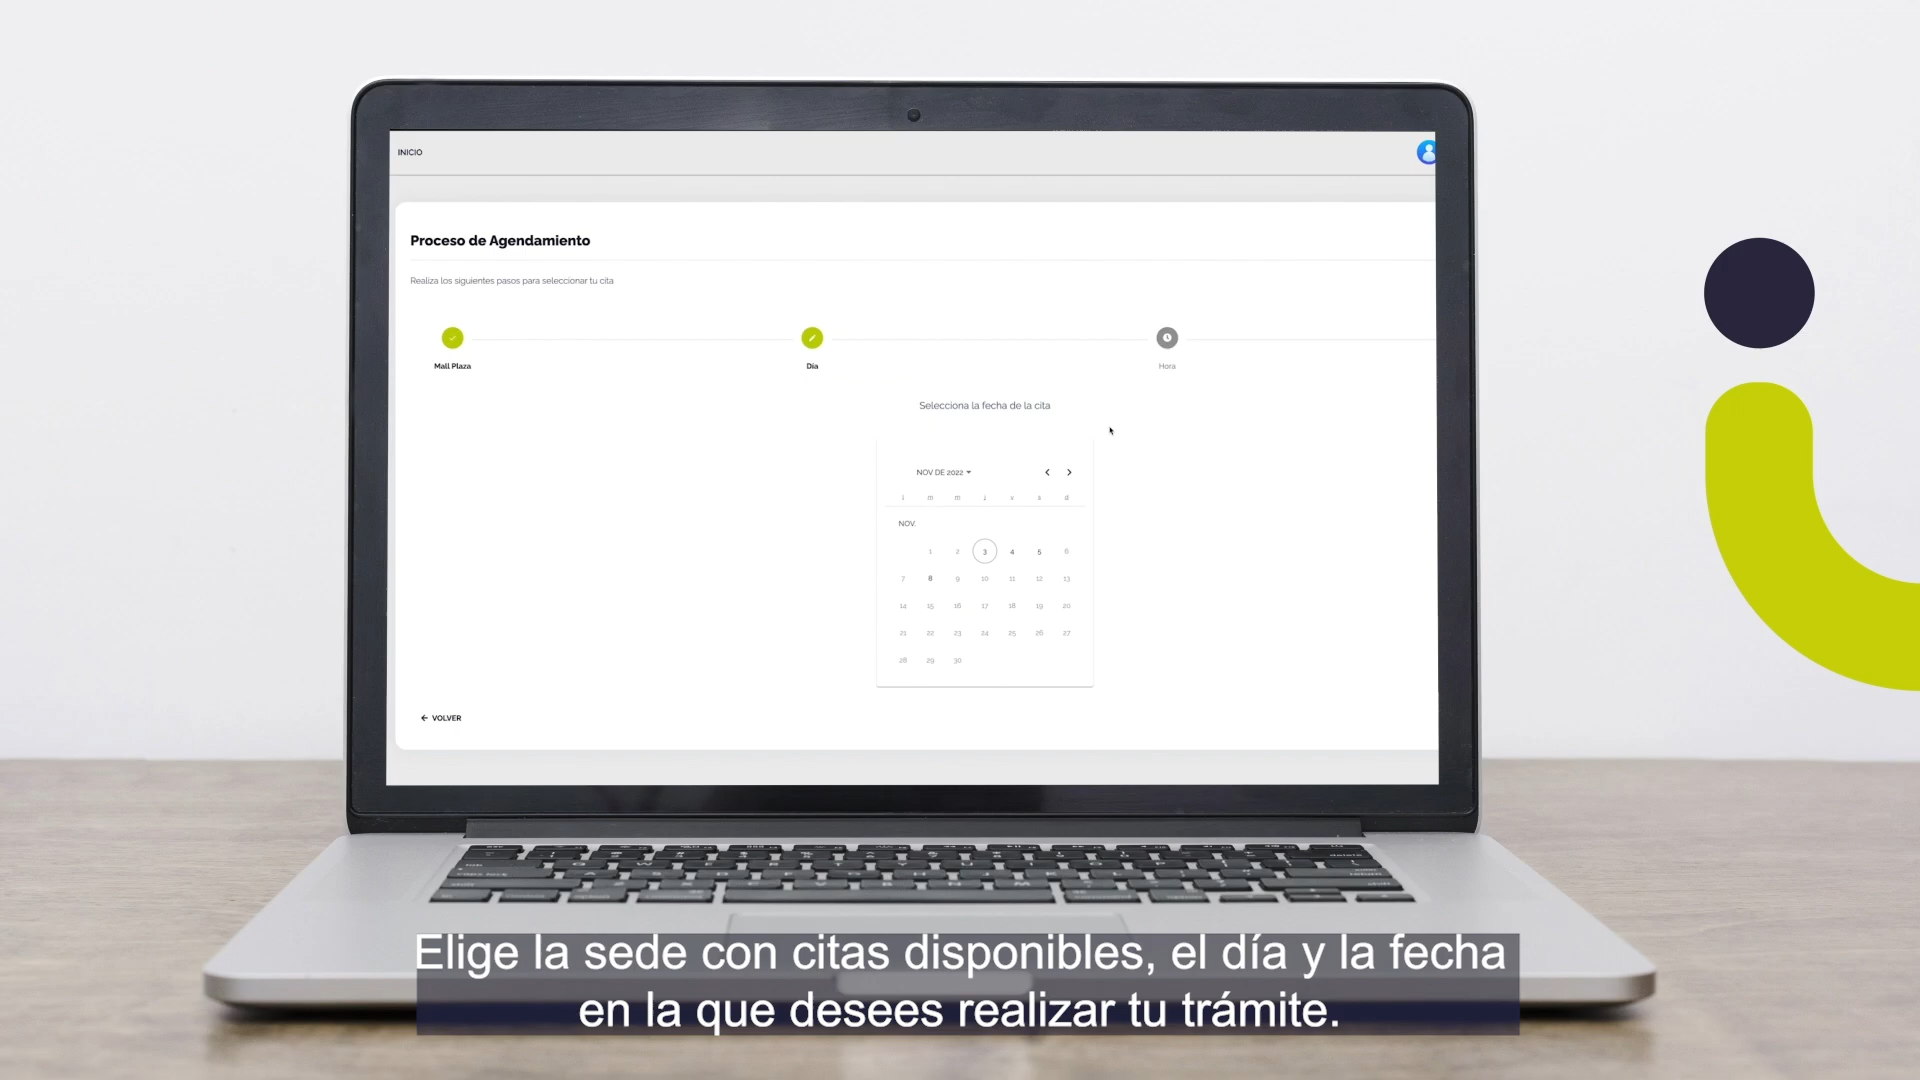 INICIO
Proceso de Agendamiento
Realiza los siguientes pasos para seleccionar tu cita
Mall Plaza
Día
Hora
Selecciona la fecha de la cita
NOV DE 2022
l m m j v s d
NOV.
1 2 3 4 5 6
7 8 9 10 11 12 13
14 15 16 17 18 19 20
21 22 23 24 25 26 27
28 29 30
← VOLVER
Elige la sede con citas disponibles, el día y la fecha
en la que desees realizar tu trámite.